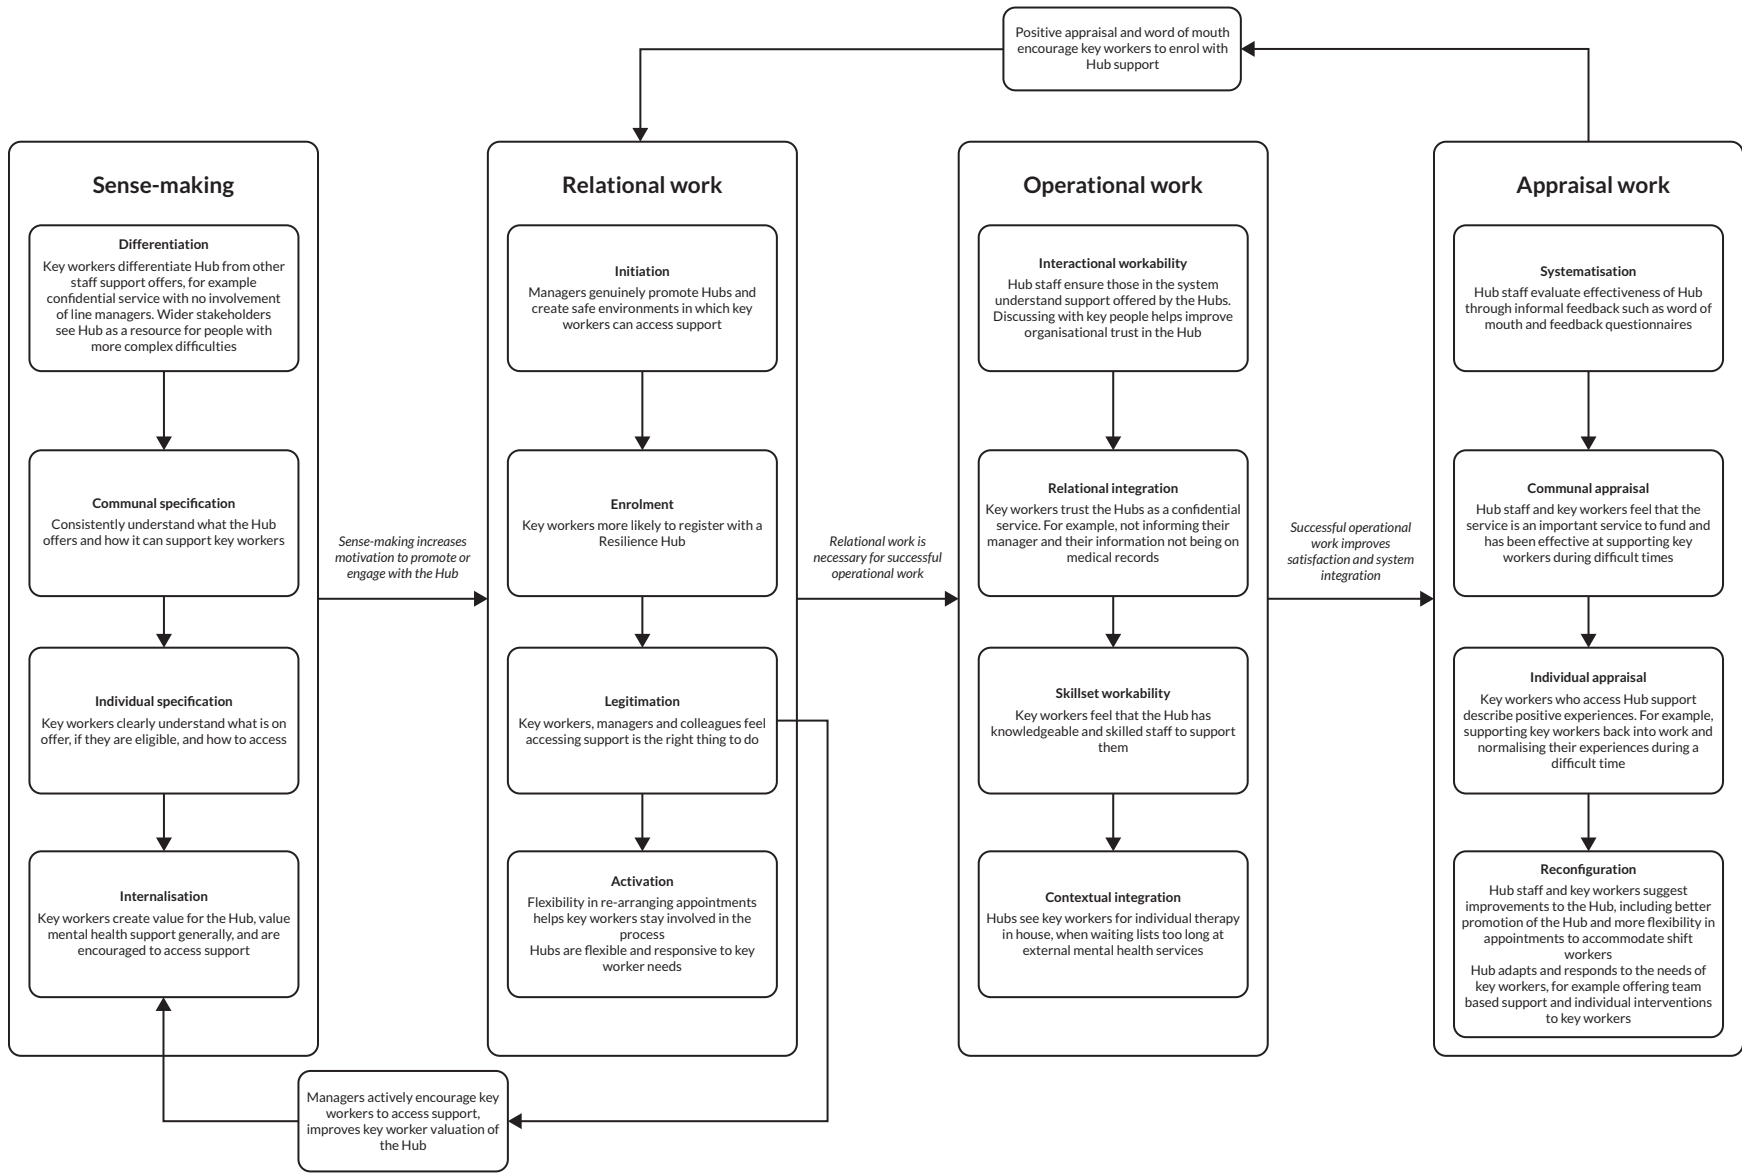 Positive appraisal and word of mouth
encourage key workers to enrol with
Hub support
Sense-making
Differentiation
Key workers differentiate Hub from other
staff support offers, for example
confidential service with no involvement
of line managers. Wider stakeholders
see Hub as a resource for people with
more complex difficulties
Communal specification
Consistently understand what the Hub
offers and how it can support key workers
Individual specification
Key workers clearly understand what is on
offer, if they are eligible, and how to access
Internalisation
Key workers create value for the Hub, value
mental health support generally, and are
encouraged to access support
Sense-making increases
motivation to promote or
engage with the Hub
Relational work
Initiation
Managers genuinely promote Hubs and
create safe environments in which key
workers can access support
Enrolment
Key workers more likely to register with a
Resilience Hub
Legitimation
Key workers, managers and colleagues feel
accessing support is the right thing to do
Activation
Flexibility in re-arranging appointments
helps key workers stay involved in the
process
Hubs are flexible and responsive to key
worker needs
Relational work is
necessary for successful
operational work
Operational work
Interactional workability
Hub staff ensure those in the system
understand support offered by the Hubs.
Discussing with key people helps improve
organisational trust in the Hub
Relational integration
Key workers trust the Hubs as a confidential
service. For example, not informing their
manager and their information not being on
medical records
Skillset workability
Key workers feel that the Hub has
knowledgeable and skilled staff to support
them
Contextual integration
Hubs see key workers for individual therapy
in house, when waiting lists too long at
external mental health services
Successful operational
work improves
satisfaction and system
integration
Appraisal work
Systematisation
Hub staff evaluate effectiveness of Hub
through informal feedback such as word of
mouth and feedback questionnaires
Communal appraisal
Hub staff and key workers feel that the
service is an important service to fund and
has been effective at supporting key
workers during difficult times
Individual appraisal
Key workers who access Hub support
describe positive experiences. For example,
supporting key workers back into work and
normalising their experiences during a
difficult time
Reconfiguration
Hub staff and key workers suggest
improvements to the Hub, including better
promotion of the Hub and more flexibility in
appointments to accommodate shift
workers
Hub adapts and responds to the needs of
key workers, for example offering team
based support and individual interventions
to key workers
Managers actively encourage key
workers to access support,
improves key worker valuation of
the Hub